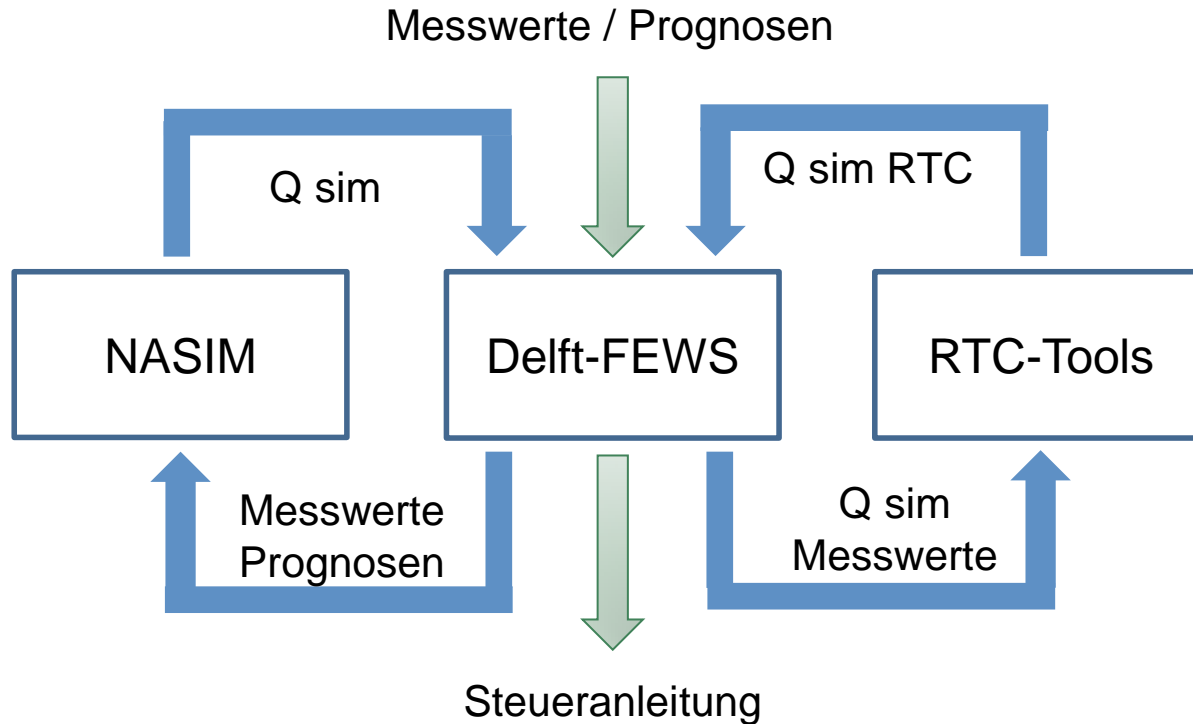 Messwerte / Prognosen
Q sim
Q sim RTC
NASIM
Delft-FEWS
RTC-Tools
Messwerte
Prognosen
Q sim
Messwerte
Steueranleitung